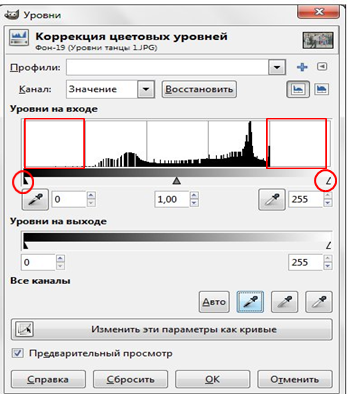 Уровни
Коррекция цветовых уровней
Фон-19 (Уровни танцы 1.JPG)
Профили:
Канал: Значение Восстановить
Уровни на входе
0 1,00 255
Уровни на выходе
0 255
Все каналы
Авто
Изменить эти параметры как кривые
Предварительный просмотр
Справка Сбросить OK Отменить